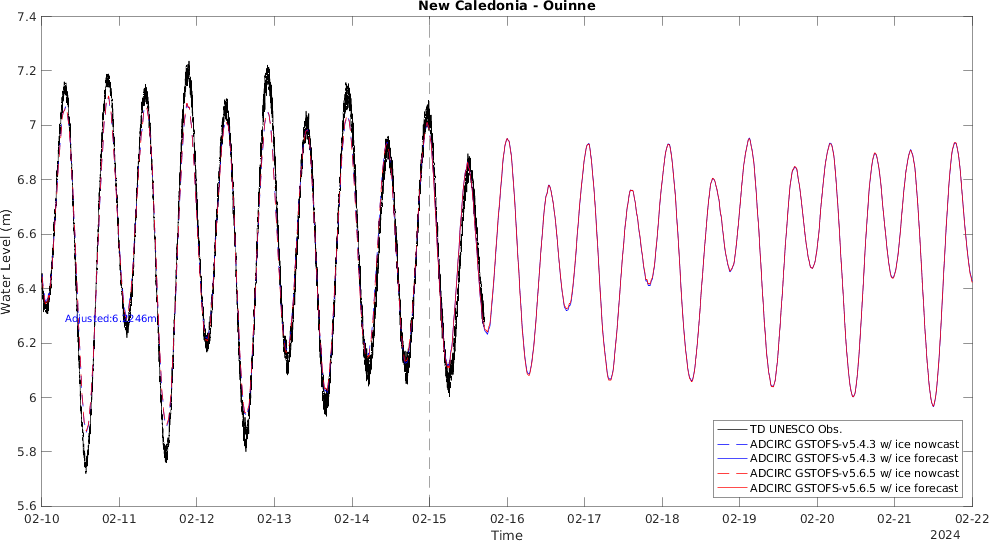 New Caledonia - Ouinne
7.4
7.2
7
6.8
6.6
6.4
6.2
6
5.8
5.6
Water Level (m)
TD UNESCO Obs.
ADCIRC GSTOFS-v5.4.3 w/ ice nowcast
ADCIRC GSTOFS-v5.4.3 w/ ice forecast
ADCIRC GSTOFS-v5.6.5 w/ ice nowcast
ADCIRC GSTOFS-v5.6.5 w/ ice forecast
02-10 02-11 02-12 02-13 02-14 02-15 02-16 02-17 02-18 02-19 02-20 02-21 02-22
Time
2024